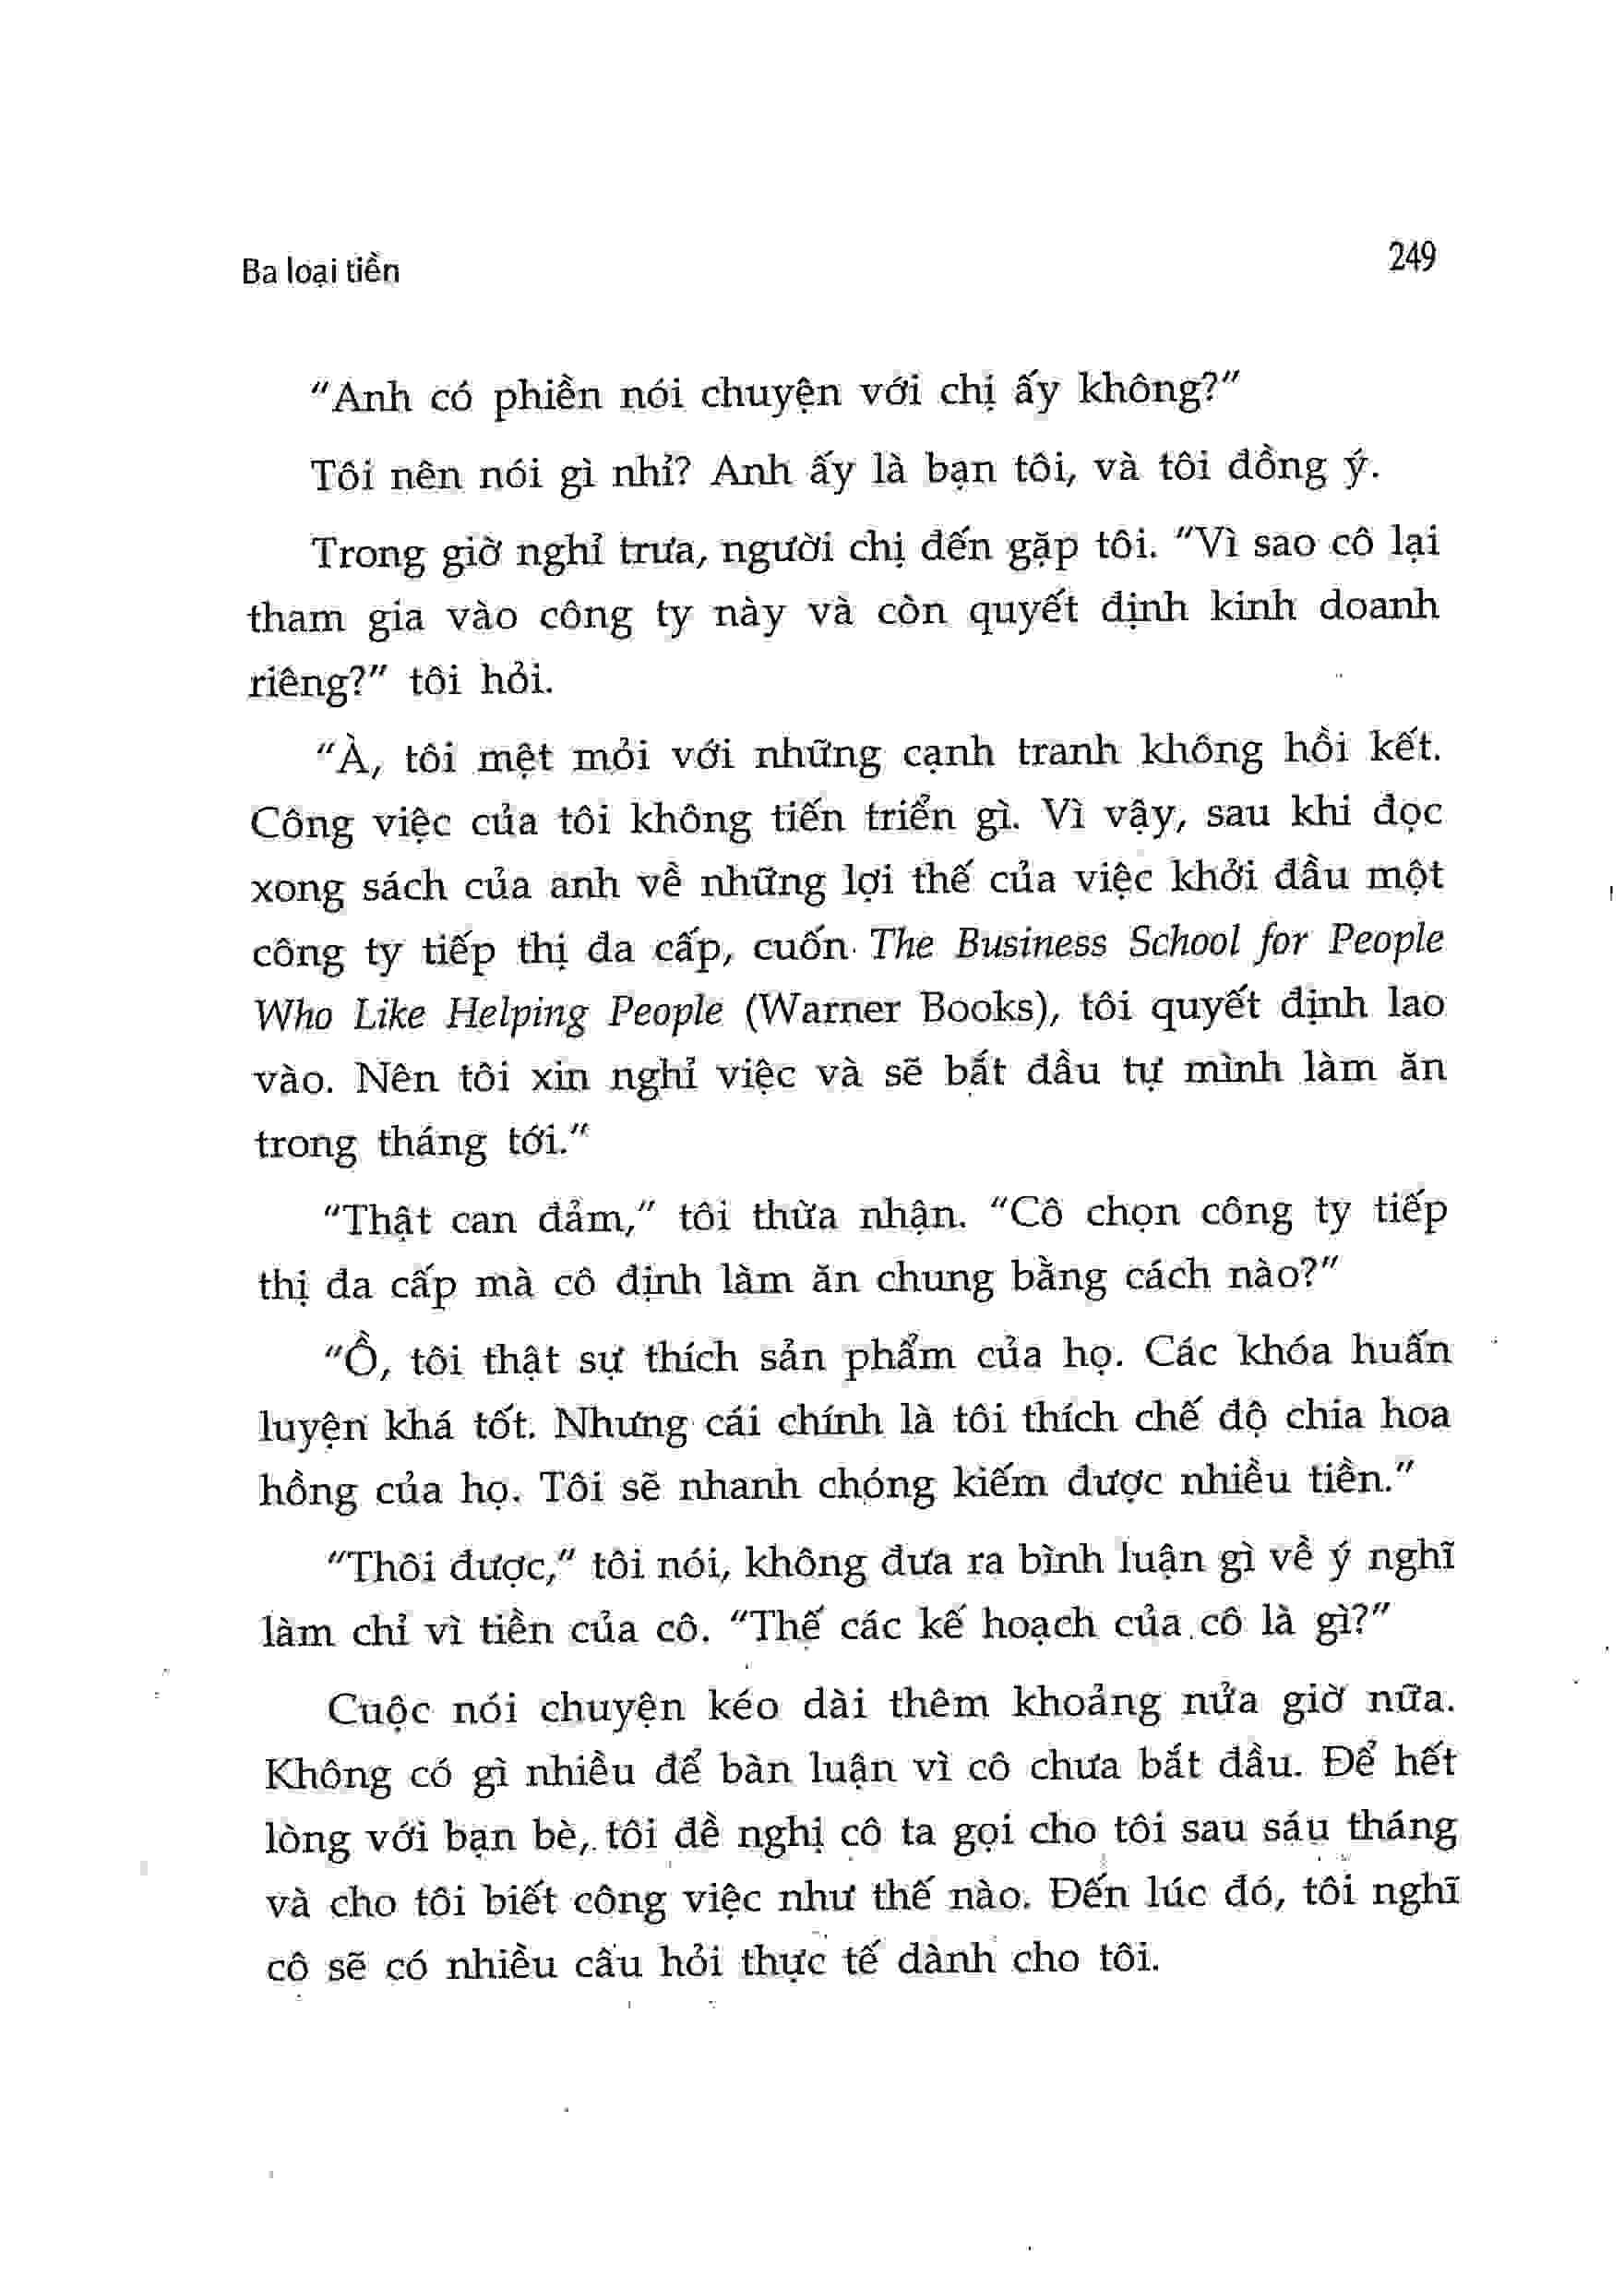 Ba loại tiền
249
"Anh có phiền nói chuyện với chị ấy không?"
Tôi nên nói gì nhỉ? Anh ấy là bạn tôi, và tôi đồng ý.
Trong giờ nghỉ trưa, người chị đến gặp tôi. "Vì sao cô lại
tham gia vào công ty này và còn quyết định kinh doanh
riêng?" tôi hỏi.
"À, tôi mệt mỏi với những cạnh tranh không hồi kết.
Công việc của tôi không tiến triển gì. Vì vậy, sau khi đọc
xong sách của anh về những lợi thế của việc khởi đầu một
công ty tiếp thị đa cấp, cuốn The Business School for People
Who Like Helping People (Warner Books), tôi quyết định lao
vào. Nên tôi xin nghỉ việc và sẽ bắt đầu tự mình làm ăn
trong tháng tới."
"Thật can đảm," tôi thừa nhận. "Cô chọn công ty tiếp
thị đa cấp mà cô định làm ăn chung bằng cách nào?"
"Ồ, tôi thật sự thích sản phẩm của họ. Các khóa huấn
luyện khá tốt. Nhưng cái chính là tôi thích chế độ chia hoa
hồng của họ. Tôi sẽ nhanh chóng kiếm được nhiều tiền."
"Thôi được," tôi nói, không đưa ra bình luận gì về ý nghĩ
làm chỉ vì tiền của cô. "Thế các kế hoạch của cô là gì?"
Cuộc nói chuyện kéo dài thêm khoảng nửa giờ nữa.
Không có gì nhiều để bàn luận vì cô chưa bắt đầu. Để hết
lòng với bạn bè, tôi đề nghị cô ta gọi cho tôi sau sáu tháng
và cho tôi biết công việc như thế nào. Đến lúc đó, tôi nghĩ
cô sẽ có nhiều câu hỏi thực tế dành cho tôi.